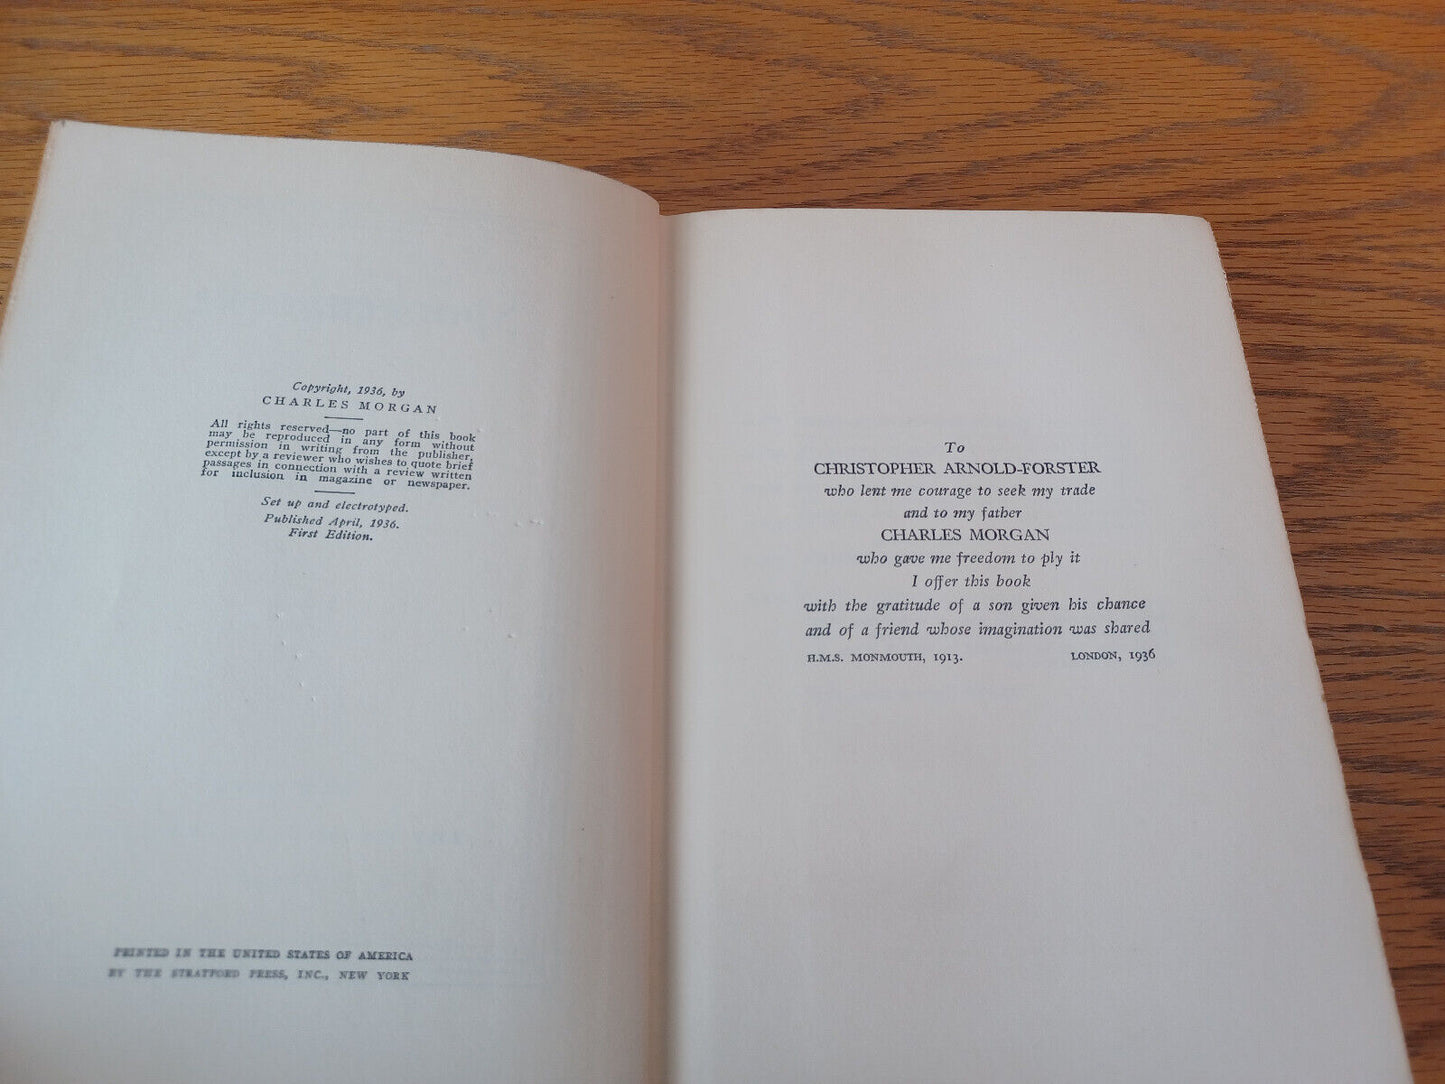 Copyright, 1936, by
CHARLES MORGAN
All rights reserved—no part of this book
may be reproduced in any form without
permission in writing from the publisher,
except by a reviewer who wishes to quote brief
passages in connection with a review written
for inclusion in magazine or newspaper.
Set up and electrotyped.
Published April, 1936.
First Edition.
PRINTED IN THE UNITED STATES OF AMERICA
BY THE STRATFORD PRESS, INC., NEW YORK
To
CHRISTOPHER ARNOLD-FORSTER
who lent me courage to seek my trade
and to my father
CHARLES MORGAN
who gave me freedom to ply it
I offer this book
with the gratitude of a son given his chance
and of a friend whose imagination was shared
H.M.S. MONMOUTH, 1913. LONDON, 1936